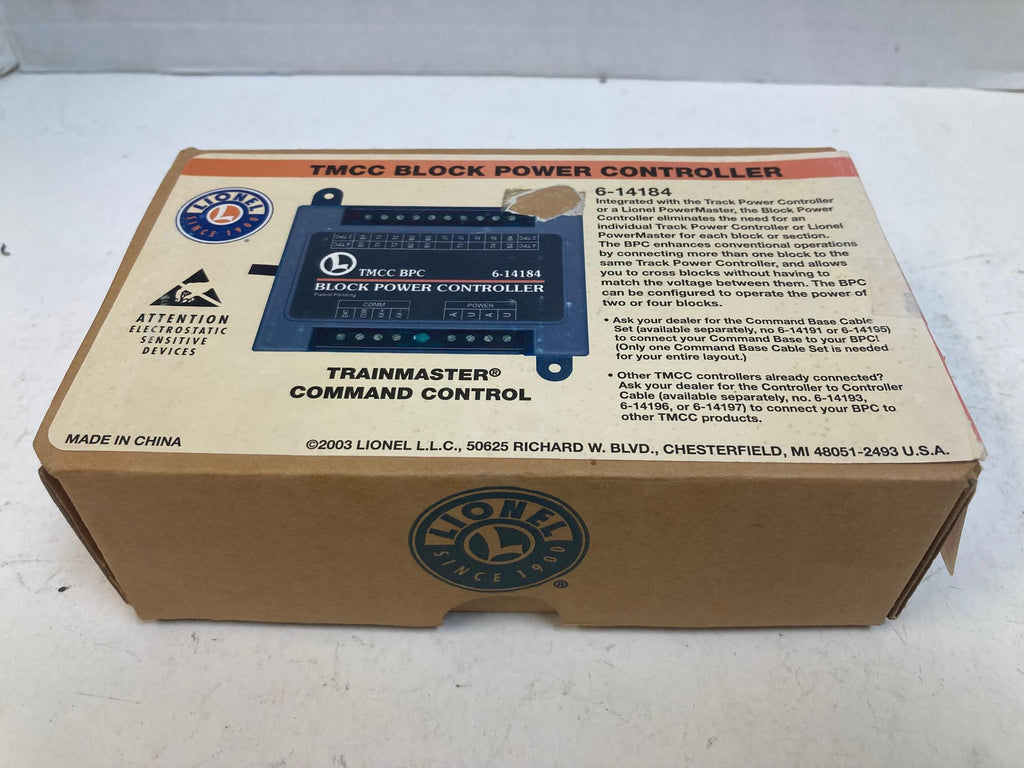 TMCC BLOCK POWER CONTROLLER
LIONEL
SINCE 1900
ATTENTION
ELECTROSTATIC
SENSITIVE
DEVICES
TMCC BPC 6-14184
BLOCK POWER CONTROLLER
Patent Pending
COMM
POWER
A U A U
TRAINMASTER®
COMMAND CONTROL
6-14184
Integrated with the Track Power Controller
or a Lionel PowerMaster, the Block Power
Controller eliminates the need for an
individual Track Power Controller or Lionel
PowerMaster for each block or section.
The BPC enhances conventional operations
by connecting more than one block to the
same Track Power Controller, and allows
you to cross blocks without having to
match the voltage between them. The BPC
can be configured to operate the power of
two or four blocks.
• Ask your dealer for the Command Base Cable
Set (available separately, no 6-14191 or 6-14195)
to connect your Command Base to your BPC!
(Only one Command Base Cable Set is needed
for your entire layout.)
• Other TMCC controllers already connected?
Ask your dealer for the Controller to Controller
Cable (available separately, no. 6-14193,
6-14196, or 6-14197) to connect your BPC to
other TMCC products.
MADE IN CHINA
©2003 LIONEL L.L.C., 50625 RICHARD W. BLVD., CHESTERFIELD, MI 48051-2493 U.S.A.
LIONEL
L
SINCE 1900
®